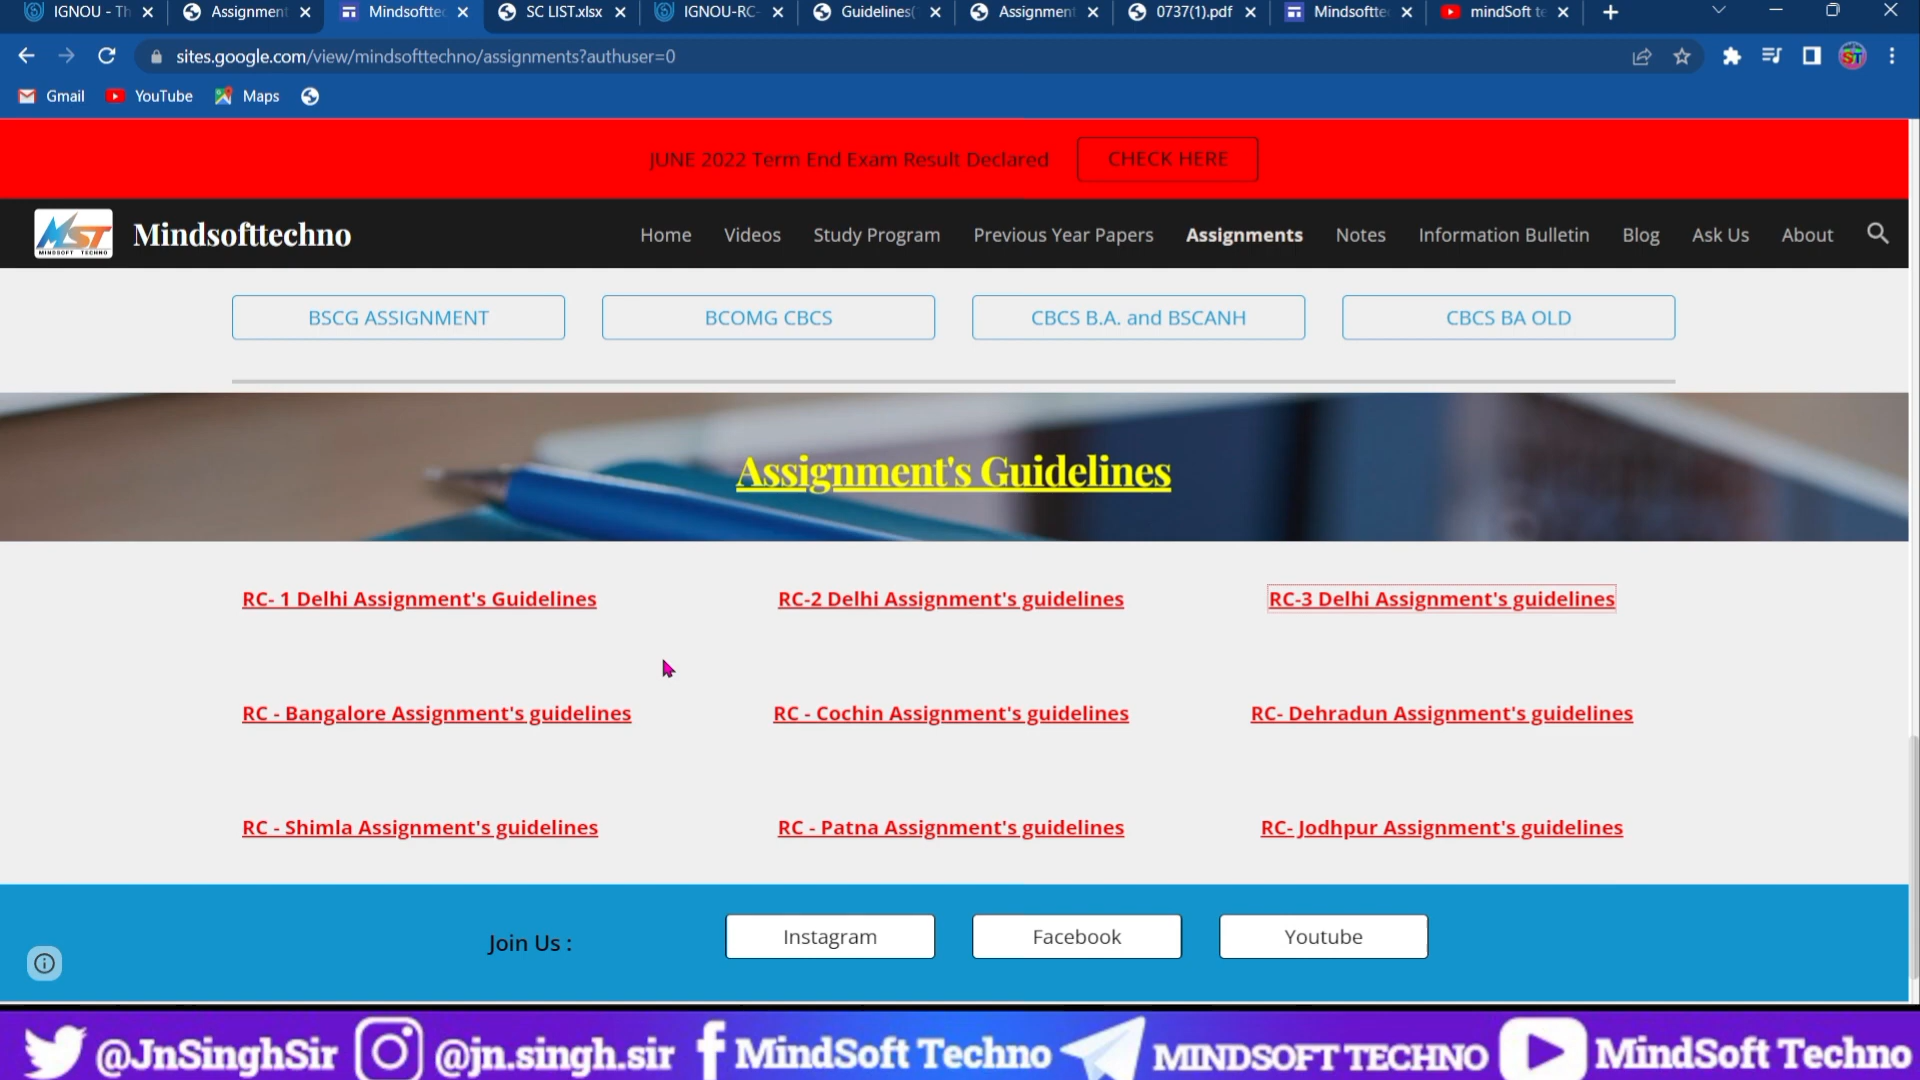 IGNOU - Th
Assignment
Mindsofttec
SC LIST.xlsx
IGNOU-RC-
Guidelines(
Assignment
0737(1).pdf
Mindsoftte
mindSoft te
sites.google.com/view/mindsofttechno/assignments?authuser=0
ST
Gmail YouTube Maps
JUNE 2022 Term End Exam Result Declared CHECK HERE
MST
MINDSOFT TECHNO
Mindsofttechno Home Videos Study Program Previous Year Papers Assignments Notes Information Bulletin Blog Ask Us About
BSCG ASSIGNMENT BCOMG CBCS CBCS B.A. and BSCANH CBCS BA OLD
Assignment's Guidelines
RC- 1 Delhi Assignment's Guidelines RC-2 Delhi Assignment's guidelines RC-3 Delhi Assignment's guidelines
RC - Bangalore Assignment's guidelines RC - Cochin Assignment's guidelines RC- Dehradun Assignment's guidelines
RC - Shimla Assignment's guidelines RC - Patna Assignment's guidelines RC- Jodhpur Assignment's guidelines
Join Us : Instagram Facebook Youtube
@JnSinghSir @jn.singh.sir MindSoft Techno MINDSOFT TECHNO MindSoft Techno